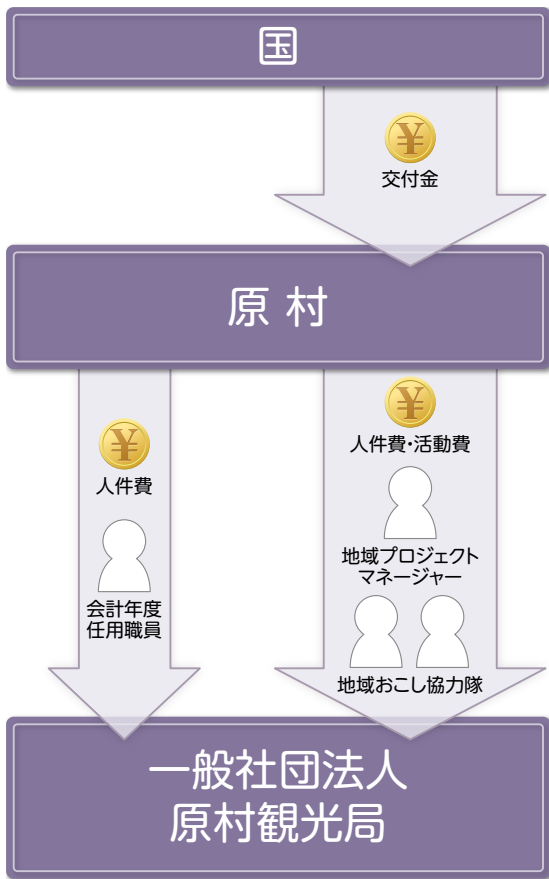 国
¥
交付金
原 村
¥
人件費
会計年度
任用職員
¥
人件費・活動費
地域プロジェクト
マネージャー
地域おこし協力隊
一般社団法人
原村観光局